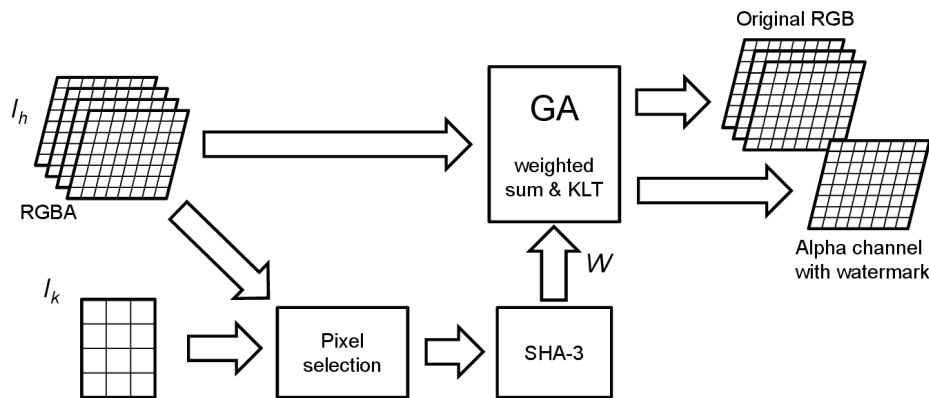 Original RGB
I_h
GA
weighted
sum & KLT
RGBA
Alpha channel
with watermark
W
I_k
Pixel
selection
SHA-3